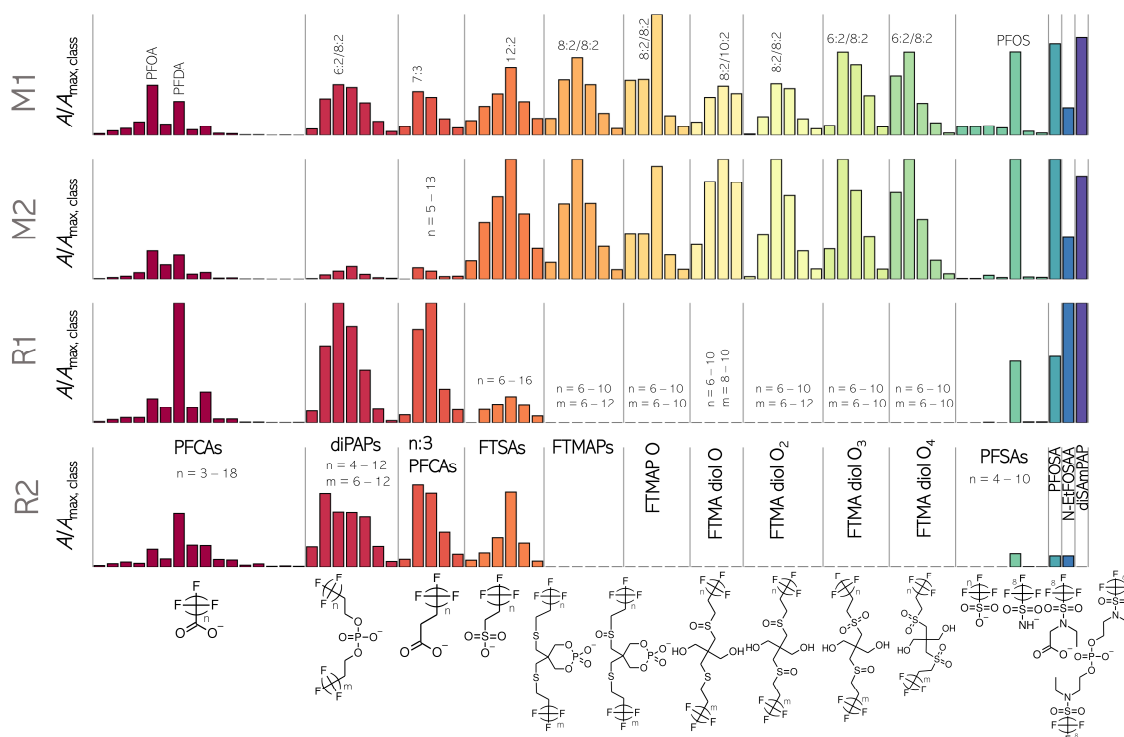 M1
A/A max, class
PFOA
PFDA
6:2/8:2
7:3
12:2
8:2/8:2
8:2/8:2
8:2/10:2
8:2/8:2
6:2/8:2
6:2/8:2
PFOS
M2
A/A max, class
n = 5 – 13
R1
A/A max, class
n = 6 – 16
n = 6 – 10
m = 6 – 12
n = 6 – 10
m = 6 – 10
n = 6 – 10
m = 8 – 10
n = 6 – 10
m = 6 – 12
n = 6 – 10
m = 6 – 10
n = 6 – 10
m = 6 – 10
R2
A/A max, class
PFCAs
n = 3 – 18
diPAPs
n = 4 – 12
m = 6 – 12
n:3
PFCAs
FTSAs
FTMAPs
FTMAP O
FTMA diol O
FTMA diol O2
FTMA diol O3
FTMA diol O4
PFSAs
n = 4 – 10
PFOSA
N-EtFOSAA
diSAmPAP